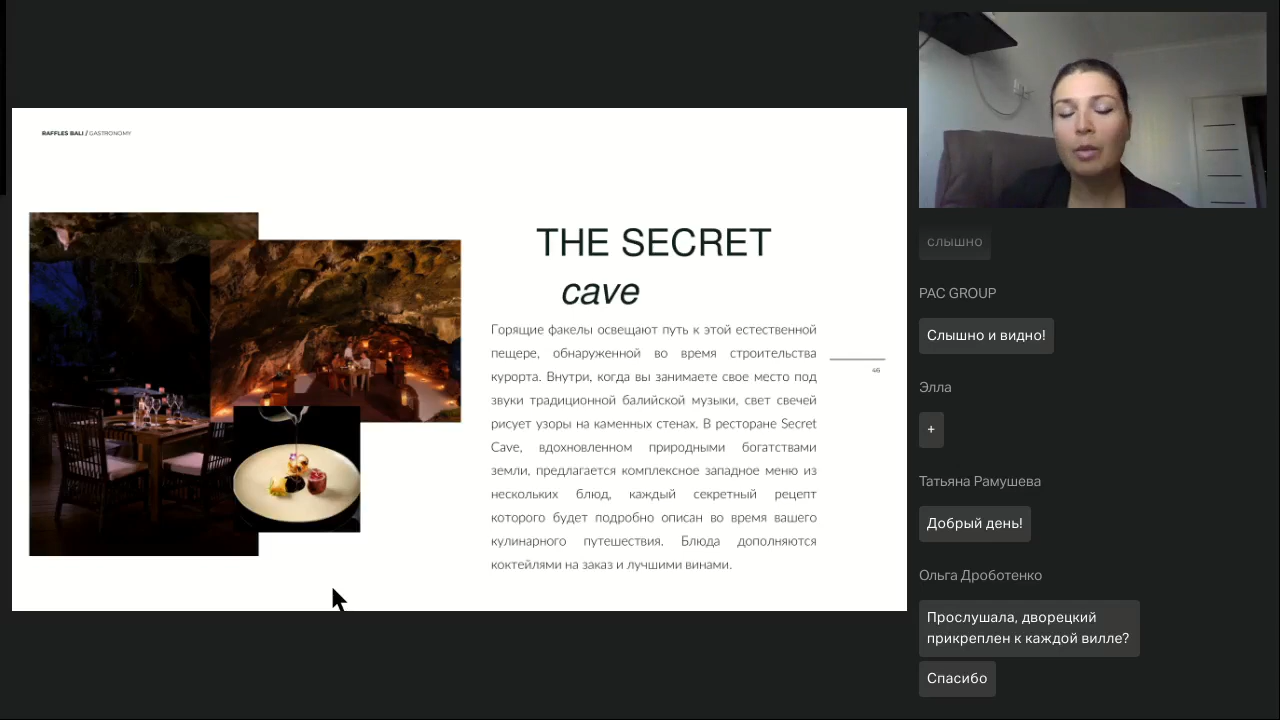 RAFFLES BALI / GASTRONOMY
THE SECRET
cave
Горящие факелы освещают путь к этой естественной
пещере, обнаруженной во время строительства
курорта. Внутри, когда вы занимаете свое место под
звуки традиционной балийской музыки, свет свечей
рисует узоры на каменных стенах. В ресторане Secret
Cave, вдохновленном природными богатствами
земли, предлагается комплексное западное меню из
нескольких блюд, каждый секретный рецепт
которого будет подробно описан во время вашего
кулинарного путешествия. Блюда дополняются
коктейлями на заказ и лучшими винами.
46
слышно
PAC GROUP
Слышно и видно!
Элла
+
Татьяна Рамушева
Добрый день!
Ольга Дроботенко
Прослушала, дворецкий
прикреплен к каждой вилле?
Спасибо